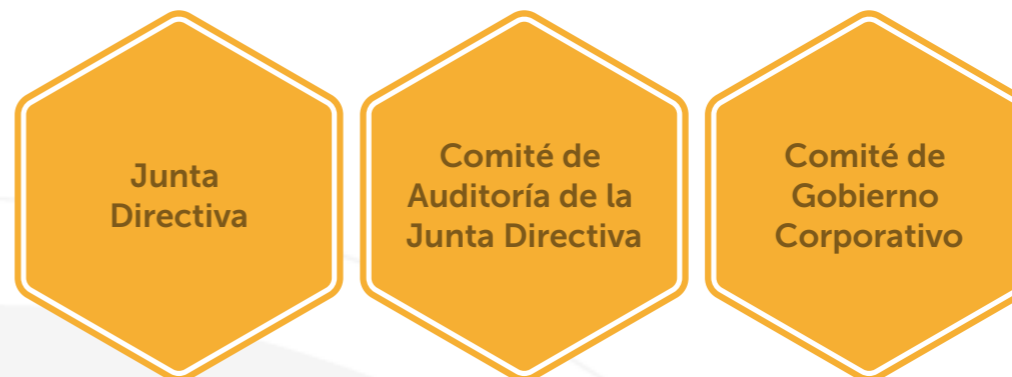 Junta
Directiva
Comité de
Auditoría de la
Junta Directiva
Comité de
Gobierno
Corporativo